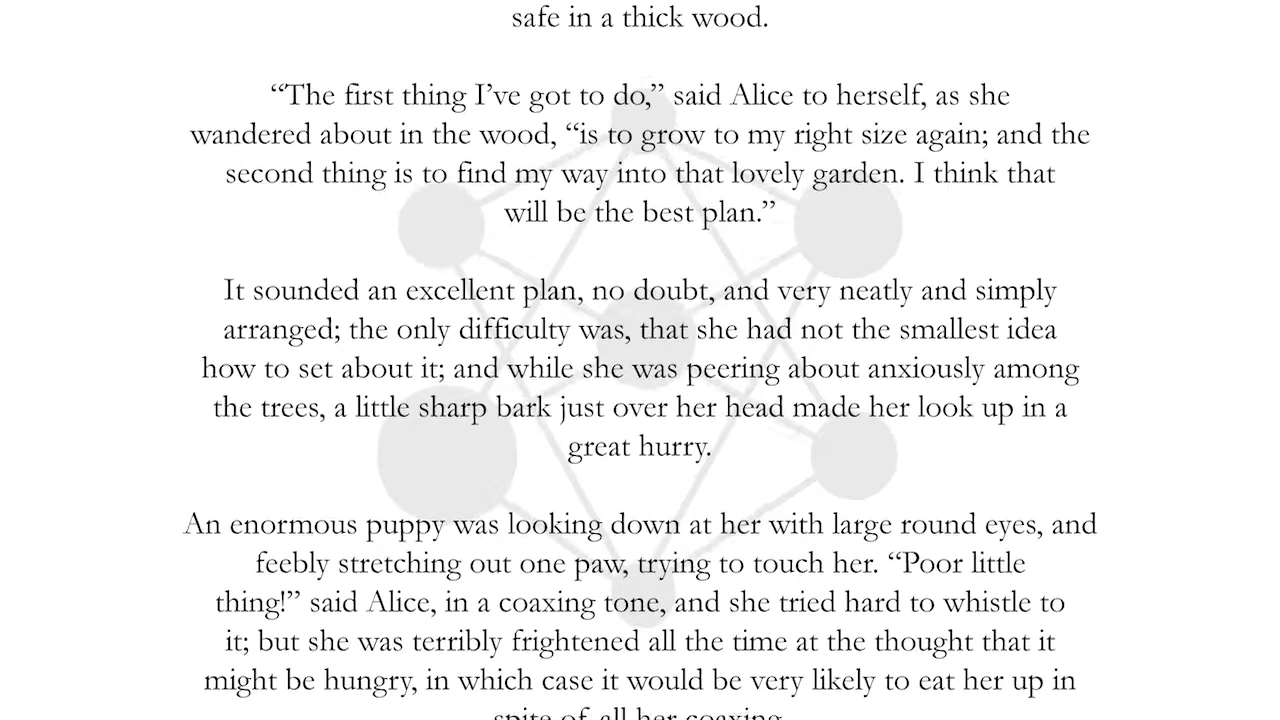 safe in a thick wood.
“The first thing I’ve got to do,” said Alice to herself, as she
wandered about in the wood, “is to grow to my right size again; and the
second thing is to find my way into that lovely garden. I think that
will be the best plan.”
It sounded an excellent plan, no doubt, and very neatly and simply
arranged; the only difficulty was, that she had not the smallest idea
how to set about it; and while she was peering about anxiously among
the trees, a little sharp bark just over her head made her look up in a
great hurry.
An enormous puppy was looking down at her with large round eyes, and
feebly stretching out one paw, trying to touch her. “Poor little
thing!” said Alice, in a coaxing tone, and she tried hard to whistle to
it; but she was terribly frightened all the time at the thought that it
might be hungry, in which case it would be very likely to eat her up in
spite of all her coaxing.